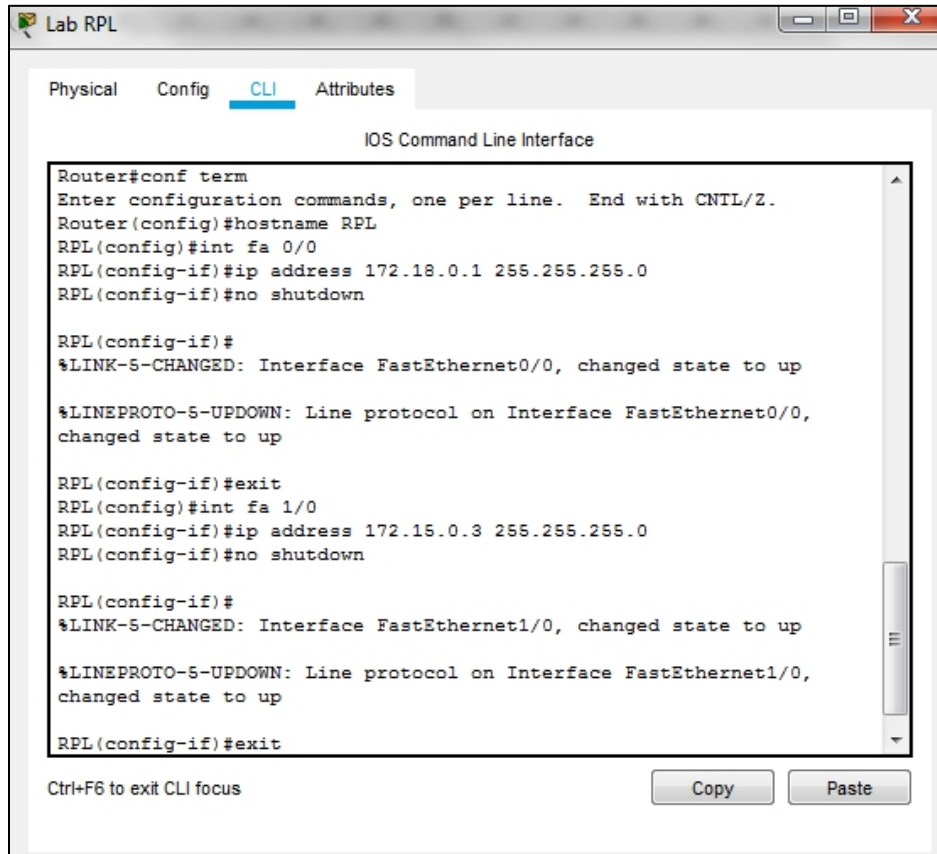 Lab RPL
Physical Config CLI Attributes
IOS Command Line Interface
Router#conf term
Enter configuration commands, one per line.  End with CNTL/Z.
Router(config)#hostname RPL
RPL(config)#int fa 0/0
RPL(config-if)#ip address 172.18.0.1 255.255.255.0
RPL(config-if)#no shutdown
RPL(config-if)#
%LINK-5-CHANGED: Interface FastEthernet0/0, changed state to up
%LINEPROTO-5-UPDOWN: Line protocol on Interface FastEthernet0/0,
changed state to up
RPL(config-if)#exit
RPL(config)#int fa 1/0
RPL(config-if)#ip address 172.15.0.3 255.255.255.0
RPL(config-if)#no shutdown
RPL(config-if)#
%LINK-5-CHANGED: Interface FastEthernet1/0, changed state to up
%LINEPROTO-5-UPDOWN: Line protocol on Interface FastEthernet1/0,
changed state to up
RPL(config-if)#exit
Ctrl+F6 to exit CLI focus Copy Paste